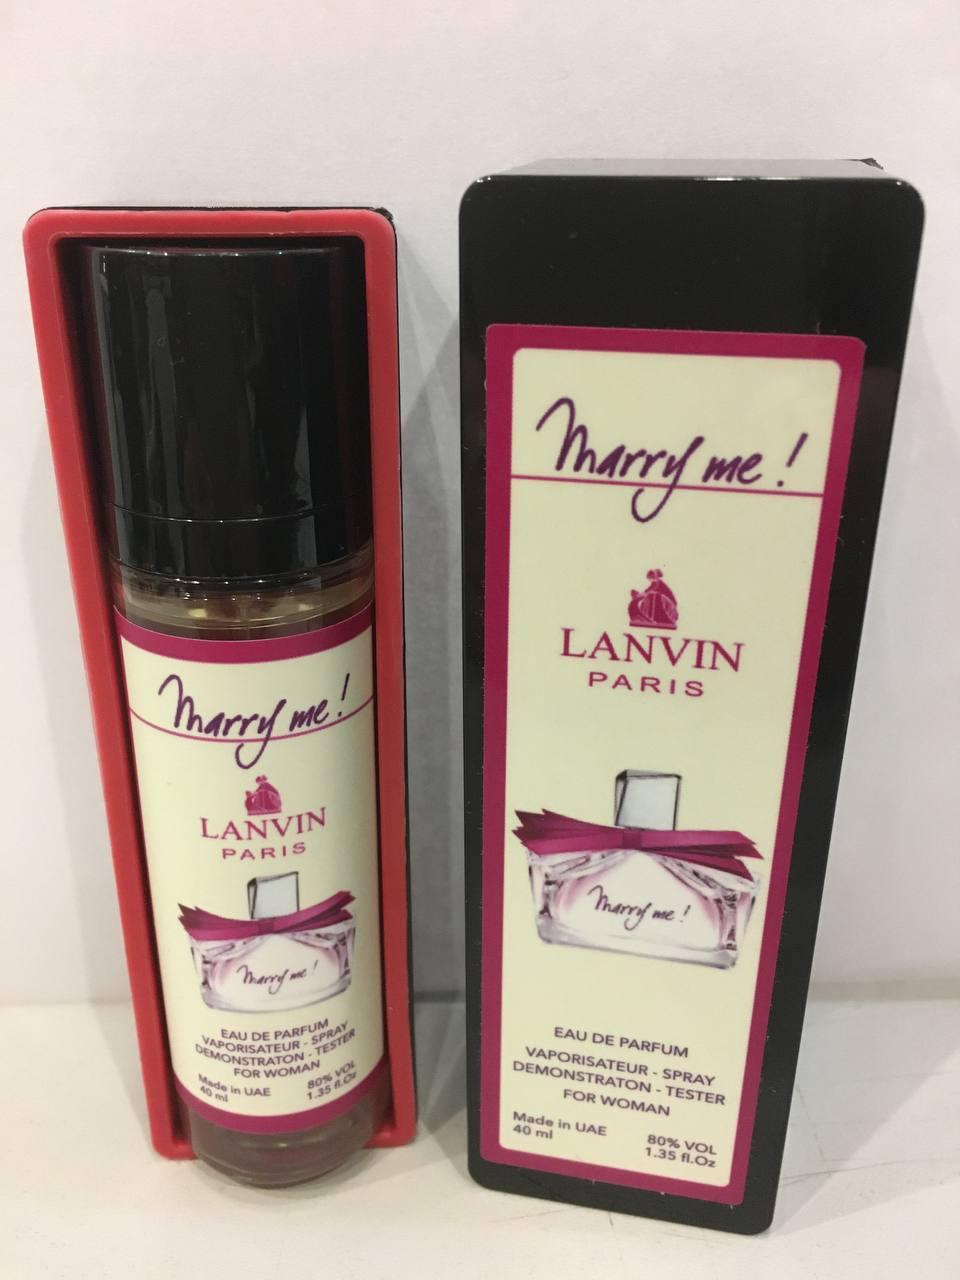 Marry me!
LANVIN
PARIS
Marry me!
EAU DE PARFUM
VAPORISATEUR - SPRAY
DEMONSTRATON - TESTER
FOR WOMAN
Made in UAE 80% VOL
40 ml 1.35 fl.Oz
Marry me!
LANVIN
PARIS
Marry me!
EAU DE PARFUM
VAPORISATEUR - SPRAY
DEMONSTRATON - TESTER
FOR WOMAN
Made in UAE 80% VOL
40 ml 1.35 fl.Oz